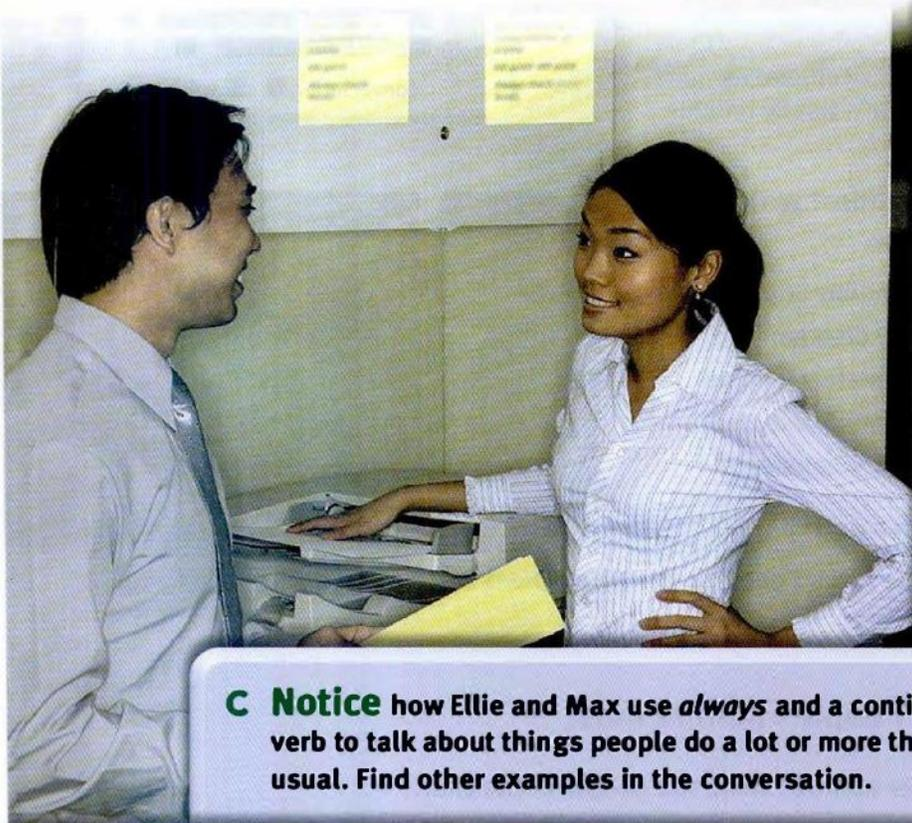 C Notice how Ellie and Max use always and a conti
verb to talk about things people do a lot or more th
usual. Find other examples in the conversation.